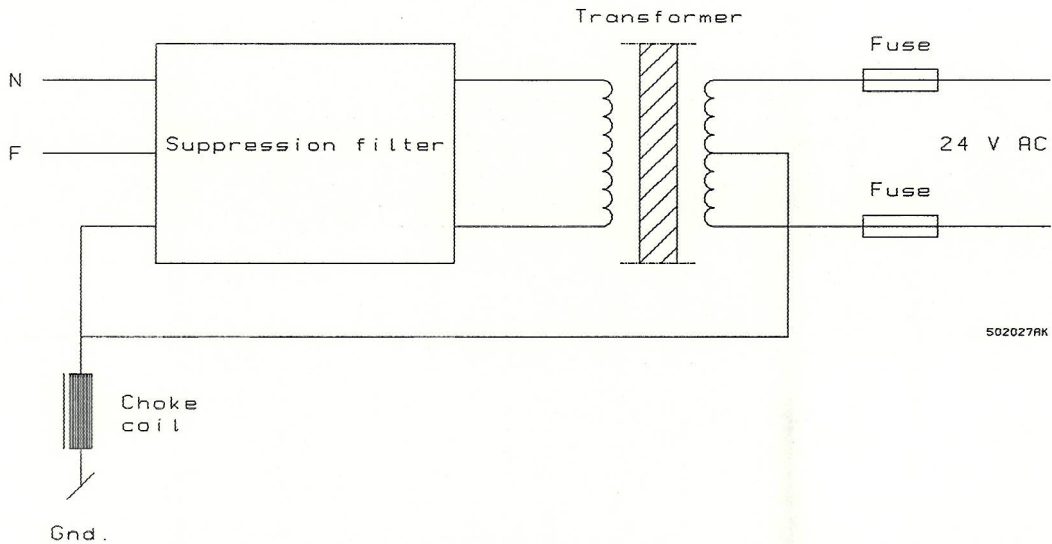 Transformer
Fuse
N
F
Suppression filter
24 V AC
Fuse
502027AK
Choke
coil
Gnd.